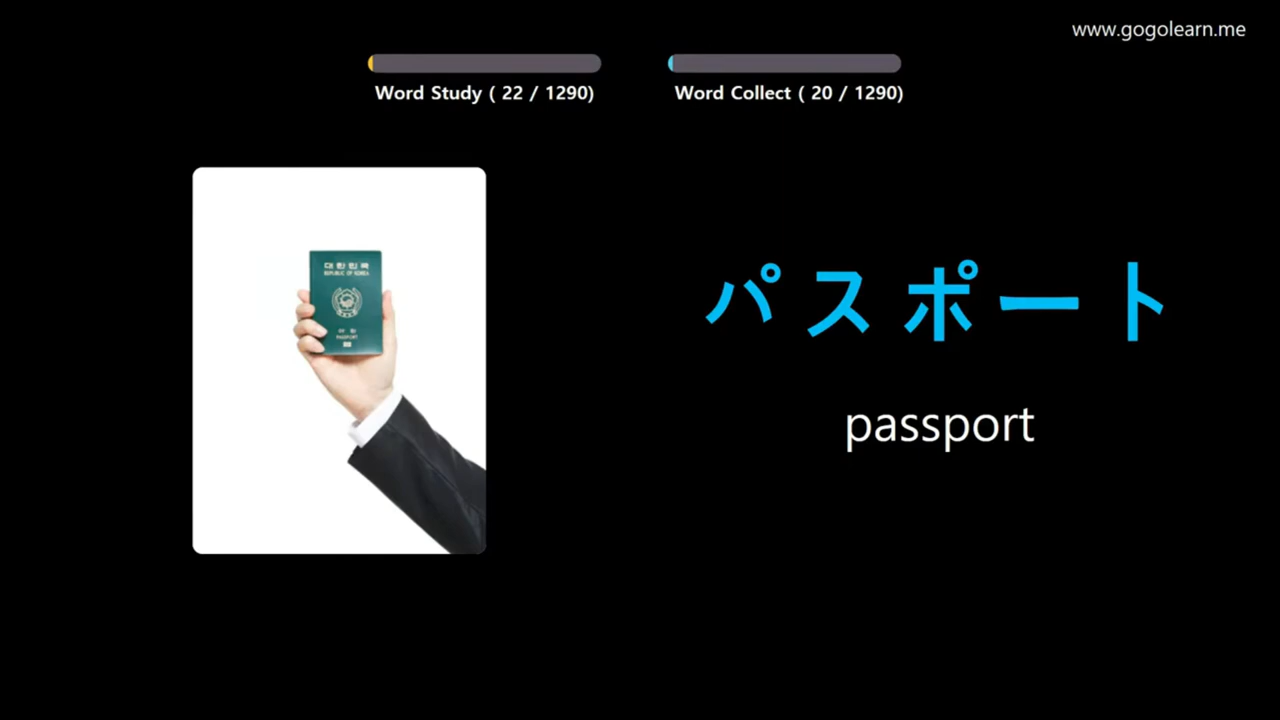 www.gogolearn.me
Word Study ( 22 / 1290)
Word Collect ( 20 / 1290)
대한민국
REPUBLIC OF KOREA
여권
PASSPORT
パスポート
passport